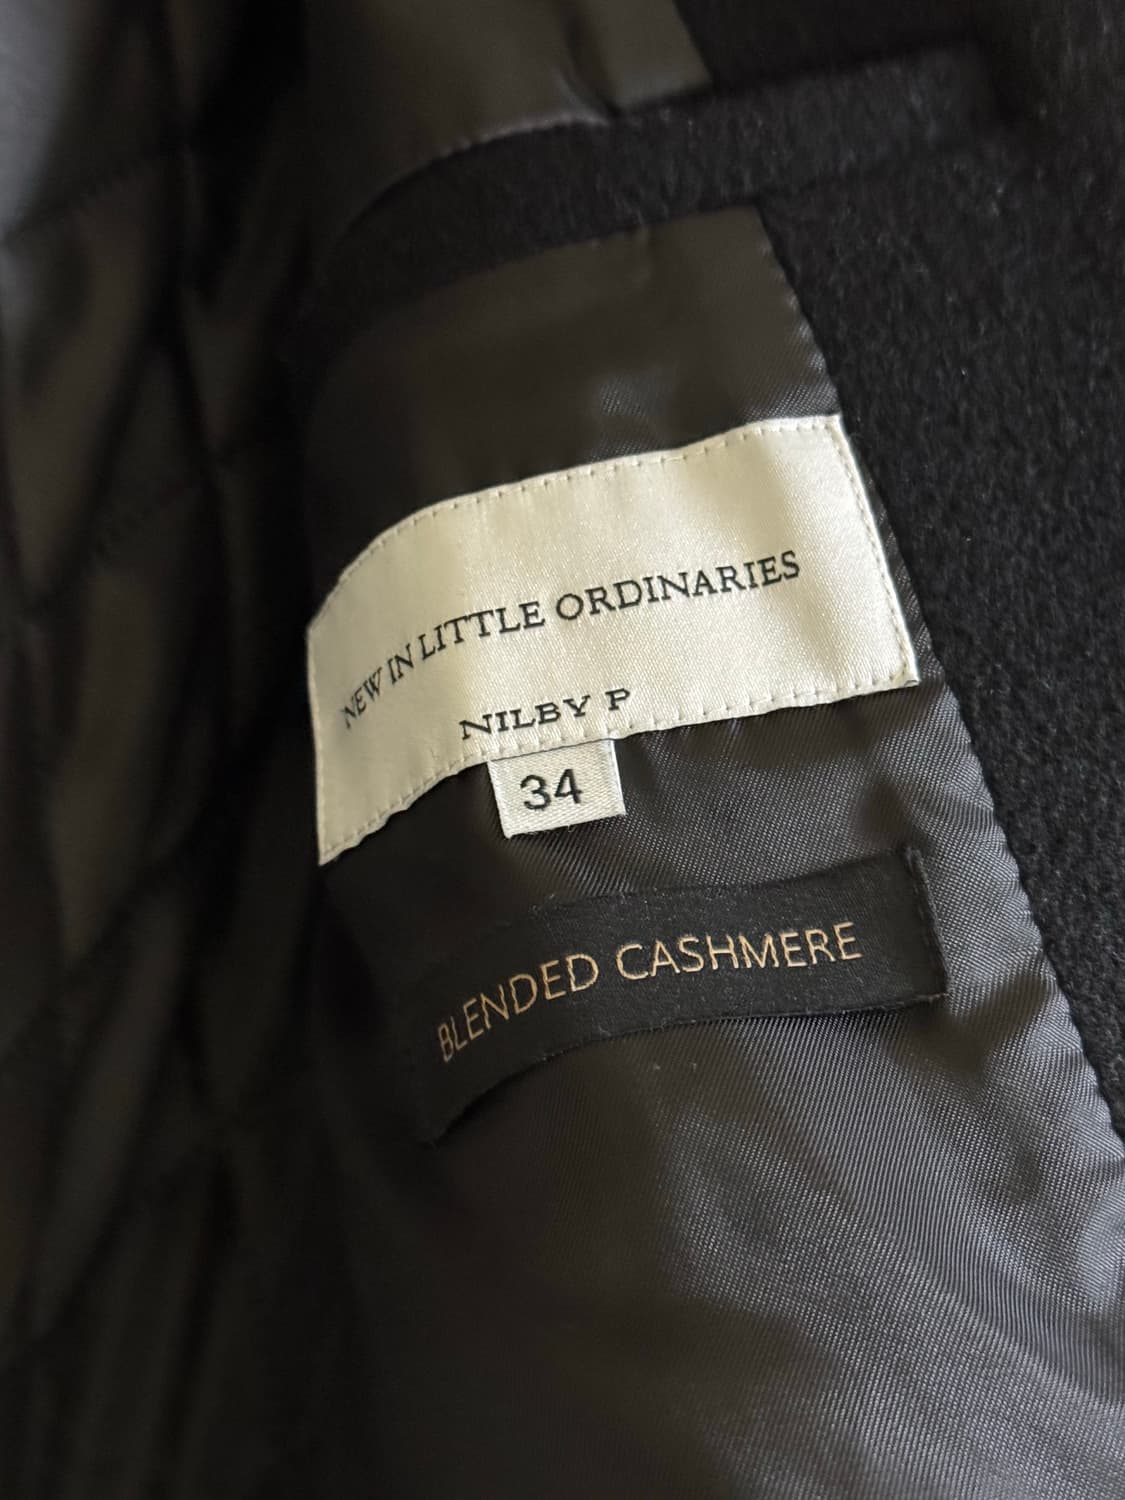 NEW IN LITTLE ORDINARIES
NILBY P
34
BLENDED CASHMERE